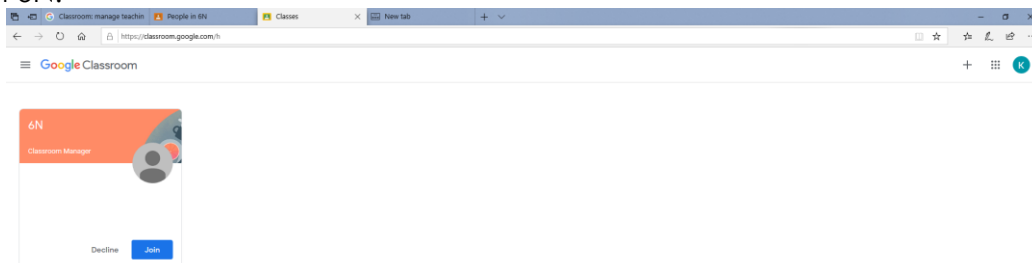 Classroom: manage teachin People in 6N Classes New tab
https://classroom.google.com/h
Google Classroom K
6N
Classroom Manager
Decline Join